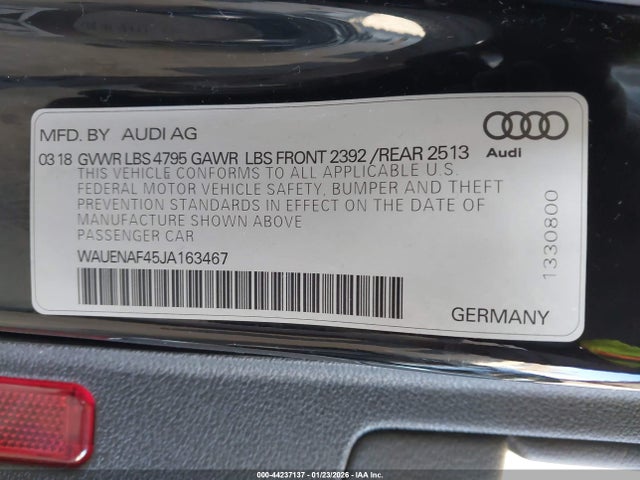 MFD. BY AUDI AG
03 18 GVWR LBS 4795 GAWR LBS FRONT 2392 /REAR 2513
THIS VEHICLE CONFORMS TO ALL APPLICABLE U.S.
FEDERAL MOTOR VEHICLE SAFETY, BUMPER AND THEFT
PREVENTION STANDARDS IN EFFECT ON THE DATE OF
MANUFACTURE SHOWN ABOVE
PASSENGER CAR
WAUENAF45JA163467
Audi
1330800
GERMANY
000-44237137 - 01/23/2026 - IAAI, Inc.